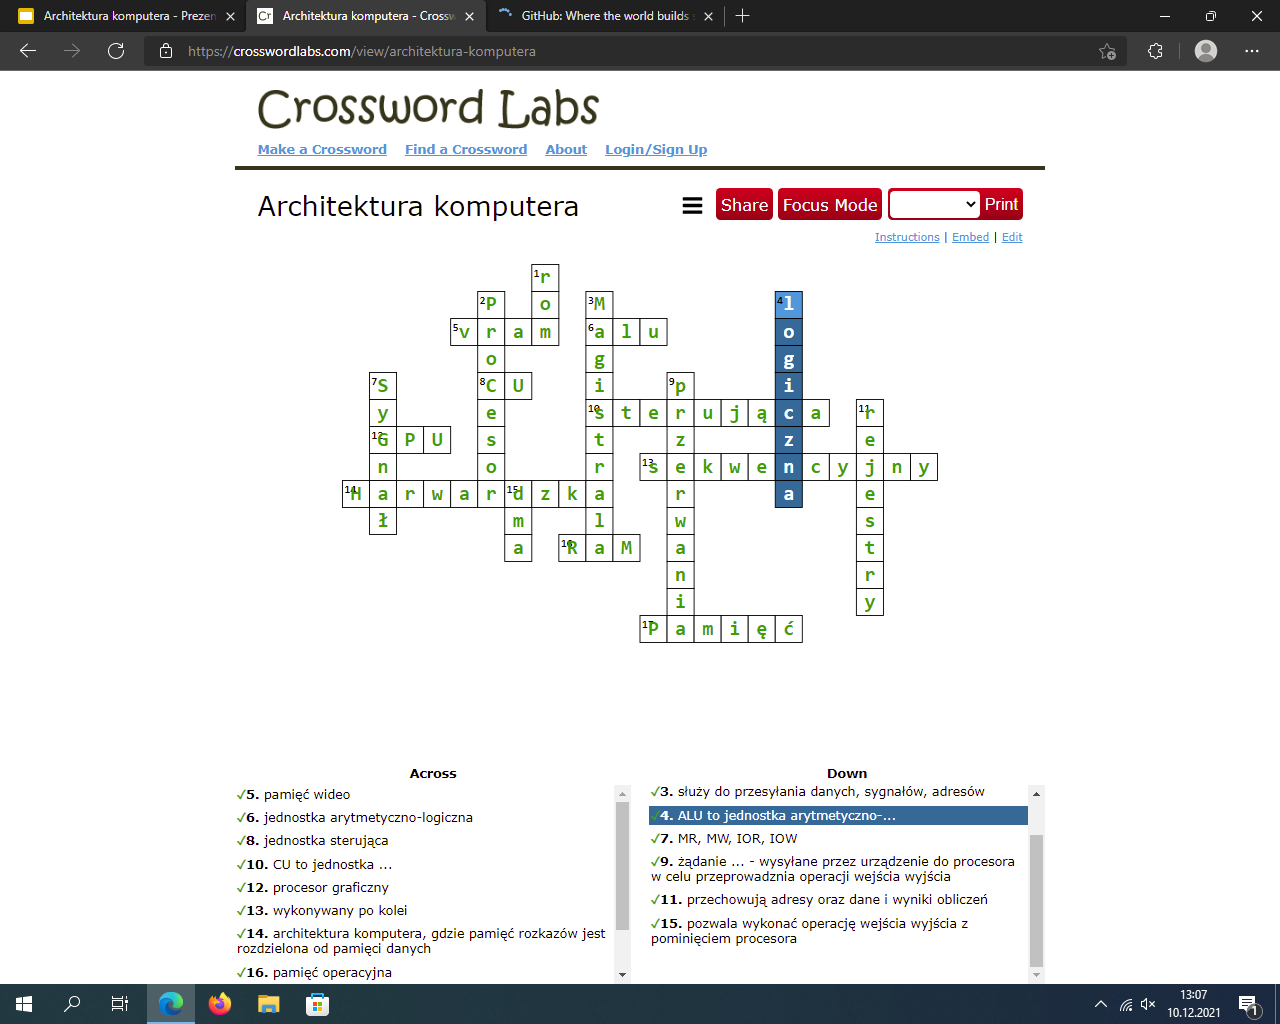 Architektura komputera - Prezen
Architektura komputera - Crossw
GitHub: Where the world builds s
https://crosswordlabs.com/view/architektura-komputera
Crossword Labs
Make a Crossword Find a Crossword About Login/Sign Up
Architektura komputera
Share Focus Mode Print
Instructions | Embed | Edit
1 r
2 P o 3 M 4 l
5 v r a m 6 a l u o
o g g
7 S 8 C U i 9 p i
y e 10 s t e r u j ą c a 11 r
12 G P U s t z z e
n o r 13 s e k w e n c y j n y
14 H a r w a r 15 d z k a r a e
ł m l w s
a 16 R a M a t
n r
i y
17 P a m i ę ć
Across
✓5. pamięć wideo
✓6. jednostka arytmetyczno-logiczna
✓8. jednostka sterująca
✓10. CU to jednostka ...
✓12. procesor graficzny
✓13. wykonywany po kolei
✓14. architektura komputera, gdzie pamięć rozkazów jest
rozdzielona od pamięci danych
✓16. pamięć operacyjna
Down
✓3. służy do przesyłania danych, sygnałów, adresów
✓4. ALU to jednostka arytmetyczno-...
✓7. MR, MW, IOR, IOW
✓9. żądanie ... - wysyłane przez urządzenie do procesora
w celu przeprowadznia operacji wejścia wyjścia
✓11. przechowują adresy oraz dane i wyniki obliczeń
✓15. pozwala wykonać operację wejścia wyjścia z
pominięciem procesora
13:07
10.12.2021
1